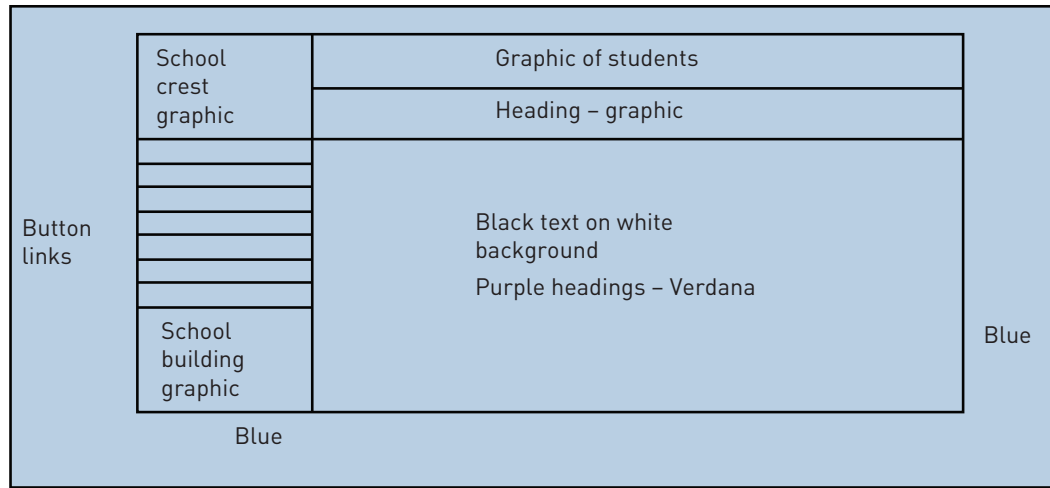 School
crest
graphic
Graphic of students
Heading – graphic
Button
links
Black text on white
background
Purple headings – Verdana
School
building
graphic
Blue
Blue